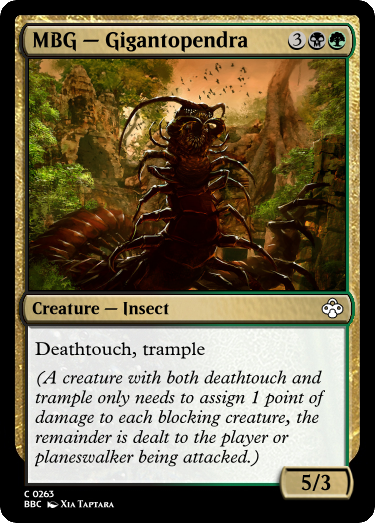 MBG — Gigantopendra 3
Creature — Insect
Deathtouch, trample
(A creature with both deathtouch and
trample only needs to assign 1 point of
damage to each blocking creature, the
remainder is dealt to the player or
planeswalker being attacked.)
5/3
C 0263
BBC XIA TAPTARA